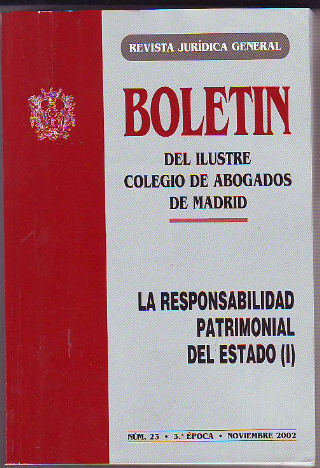 REVISTA JURÍDICA GENERAL
BOLETIN
DEL ILUSTRE
COLEGIO DE ABOGADOS
DE MADRID
LA RESPONSABILIDAD
PATRIMONIAL
DEL ESTADO (I)
NÚM. 23 • 3.ª ÉPOCA • NOVIEMBRE 2002